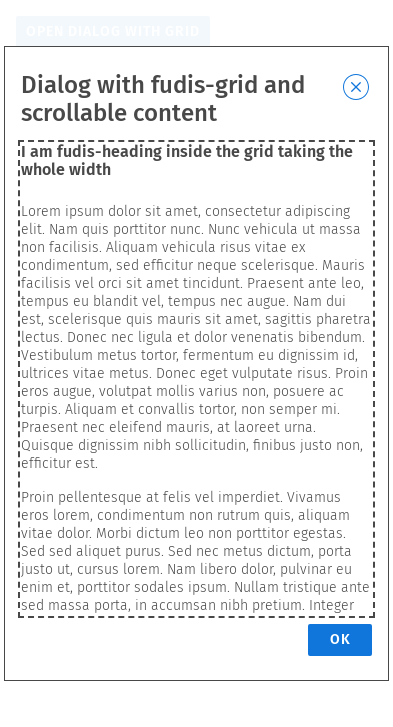 OPEN DIALOG WITH GRID
Dialog with fudis-grid and
scrollable content
I am fudis-heading inside the grid taking the
whole width
Lorem ipsum dolor sit amet, consectetur adipiscing
elit. Nam quis porttitor nunc. Nunc vehicula ut massa
non facilisis. Aliquam vehicula risus vitae ex
condimentum, sed efficitur neque scelerisque. Mauris
facilisis vel orci sit amet tincidunt. Praesent ante leo,
tempus eu blandit vel, tempus nec augue. Nam dui
est, scelerisque quis mauris sit amet, sagittis pharetra
lectus. Donec nec ligula et dolor venenatis bibendum.
Vestibulum metus tortor, fermentum eu dignissim id,
ultrices vitae metus. Donec eget vulputate risus. Proin
eros augue, volutpat mollis varius non, posuere ac
turpis. Aliquam et convallis tortor, non semper mi.
Praesent nec eleifend mauris, at laoreet urna.
Quisque dignissim nibh sollicitudin, finibus justo non,
efficitur est.
Proin pellentesque at felis vel imperdiet. Vivamus
eros lorem, condimentum non rutrum quis, aliquam
vitae dolor. Morbi dictum leo non porttitor egestas.
Sed sed aliquet purus. Sed nec metus dictum, porta
justo ut, cursus lorem. Nam libero dolor, pulvinar eu
enim et, porttitor sodales ipsum. Nullam tristique ante
sed massa porta, in accumsan nibh pretium. Integer
OK